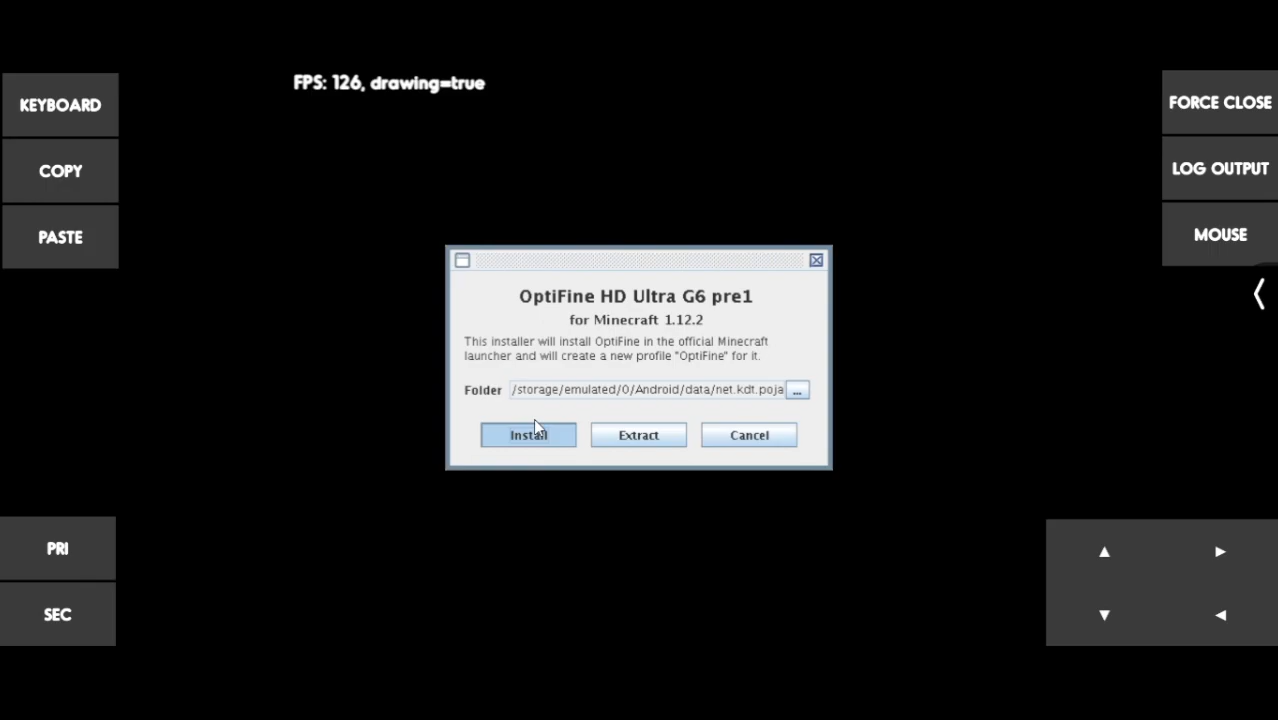 FPS: 126, drawing=true
KEYBOARD
COPY
PASTE
FORCE CLOSE
LOG OUTPUT
MOUSE
OptiFine HD Ultra G6 pre1
for Minecraft 1.12.2
This installer will install OptiFine in the official Minecraft
launcher and will create a new profile "OptiFine" for it.
Folder /storage/emulated/0/Android/data/net.kdt.poja ...
Install Extract Cancel
PRI
SEC